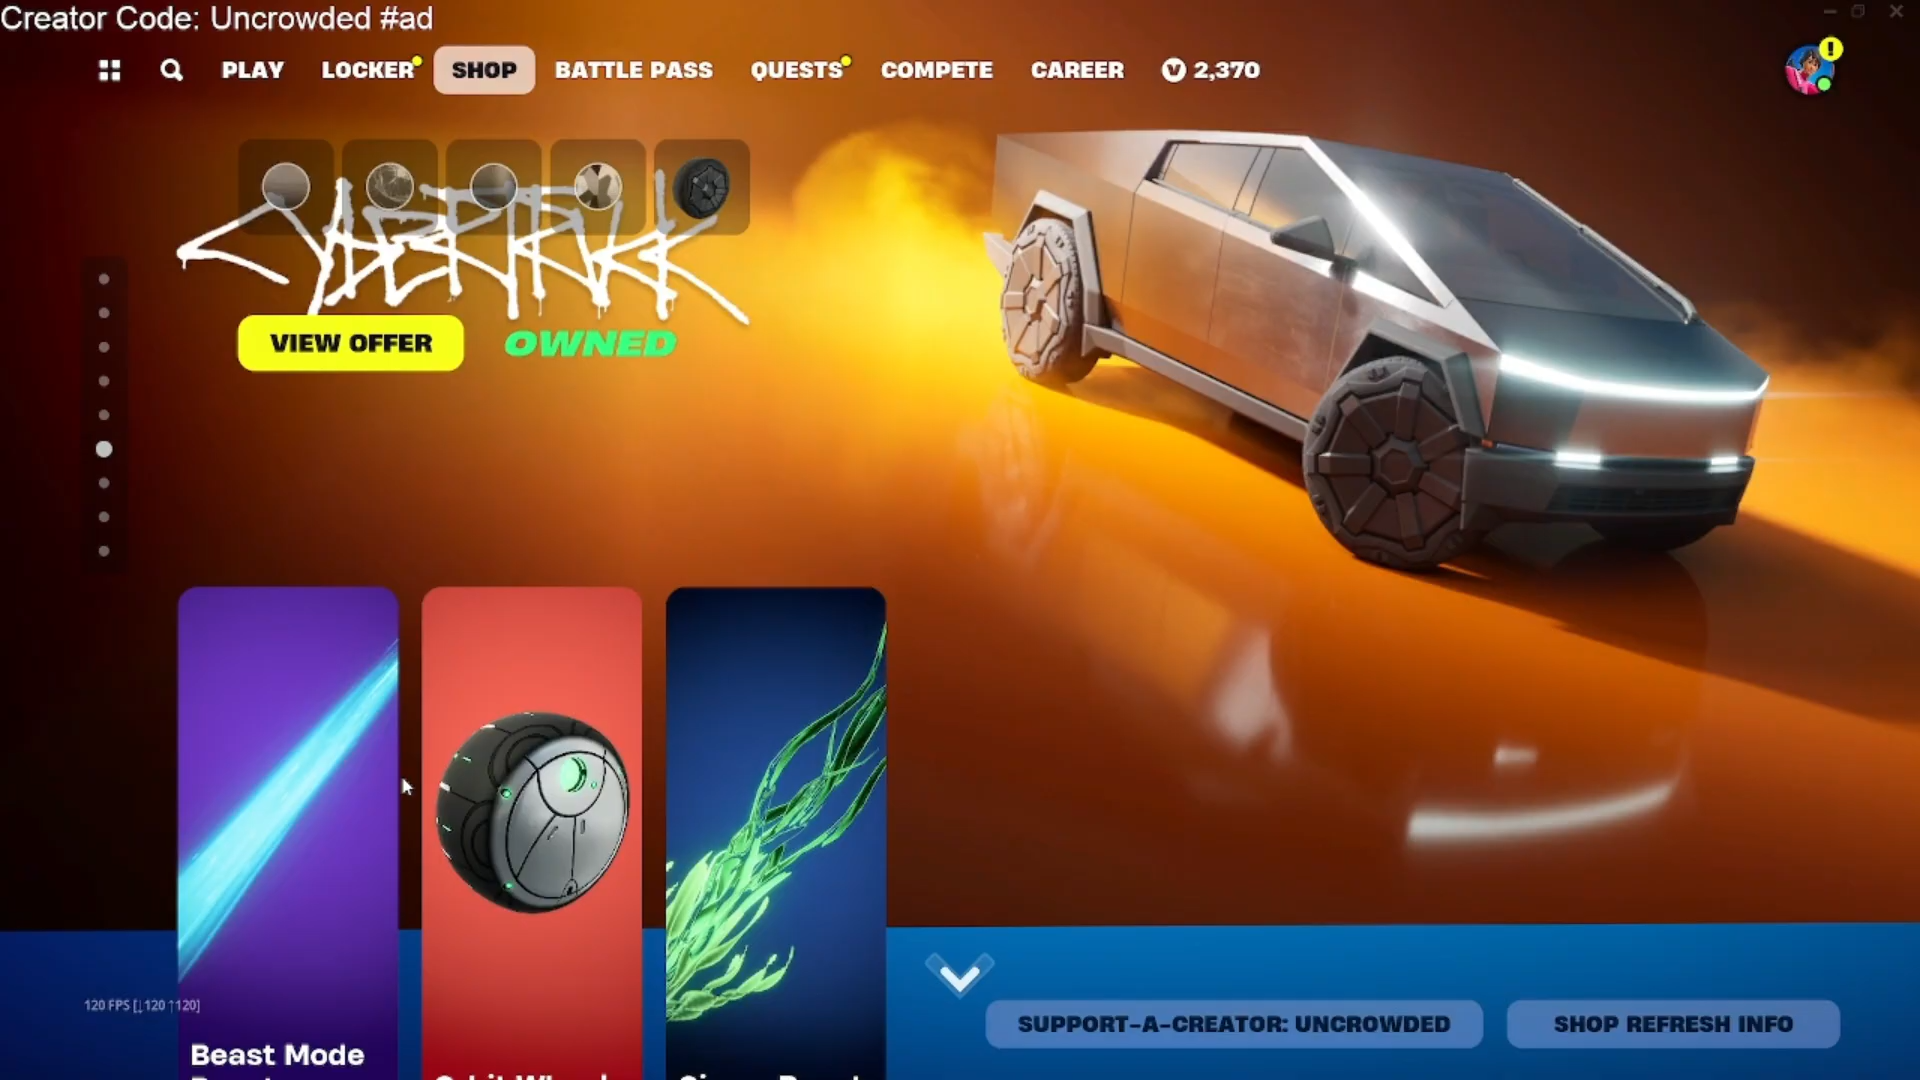 Creator Code: Uncrowded #ad
PLAY LOCKER SHOP BATTLE PASS QUESTS COMPETE CAREER V 2,370
!
CYBERTRUCK
VIEW OFFER OWNED
120 FPS [↓120 ↑120]
SUPPORT-A-CREATOR: UNCROWDED SHOP REFRESH INFO
Beast Mode